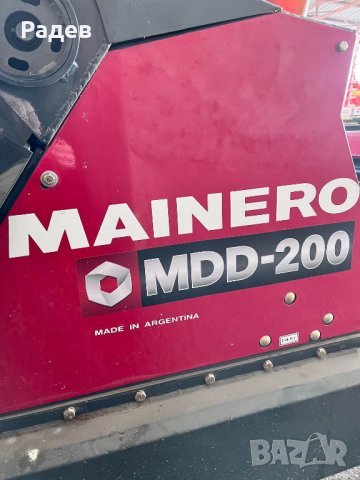 Радев
MAINERO
MDD-200
MADE IN ARGENTINA
BAZAR